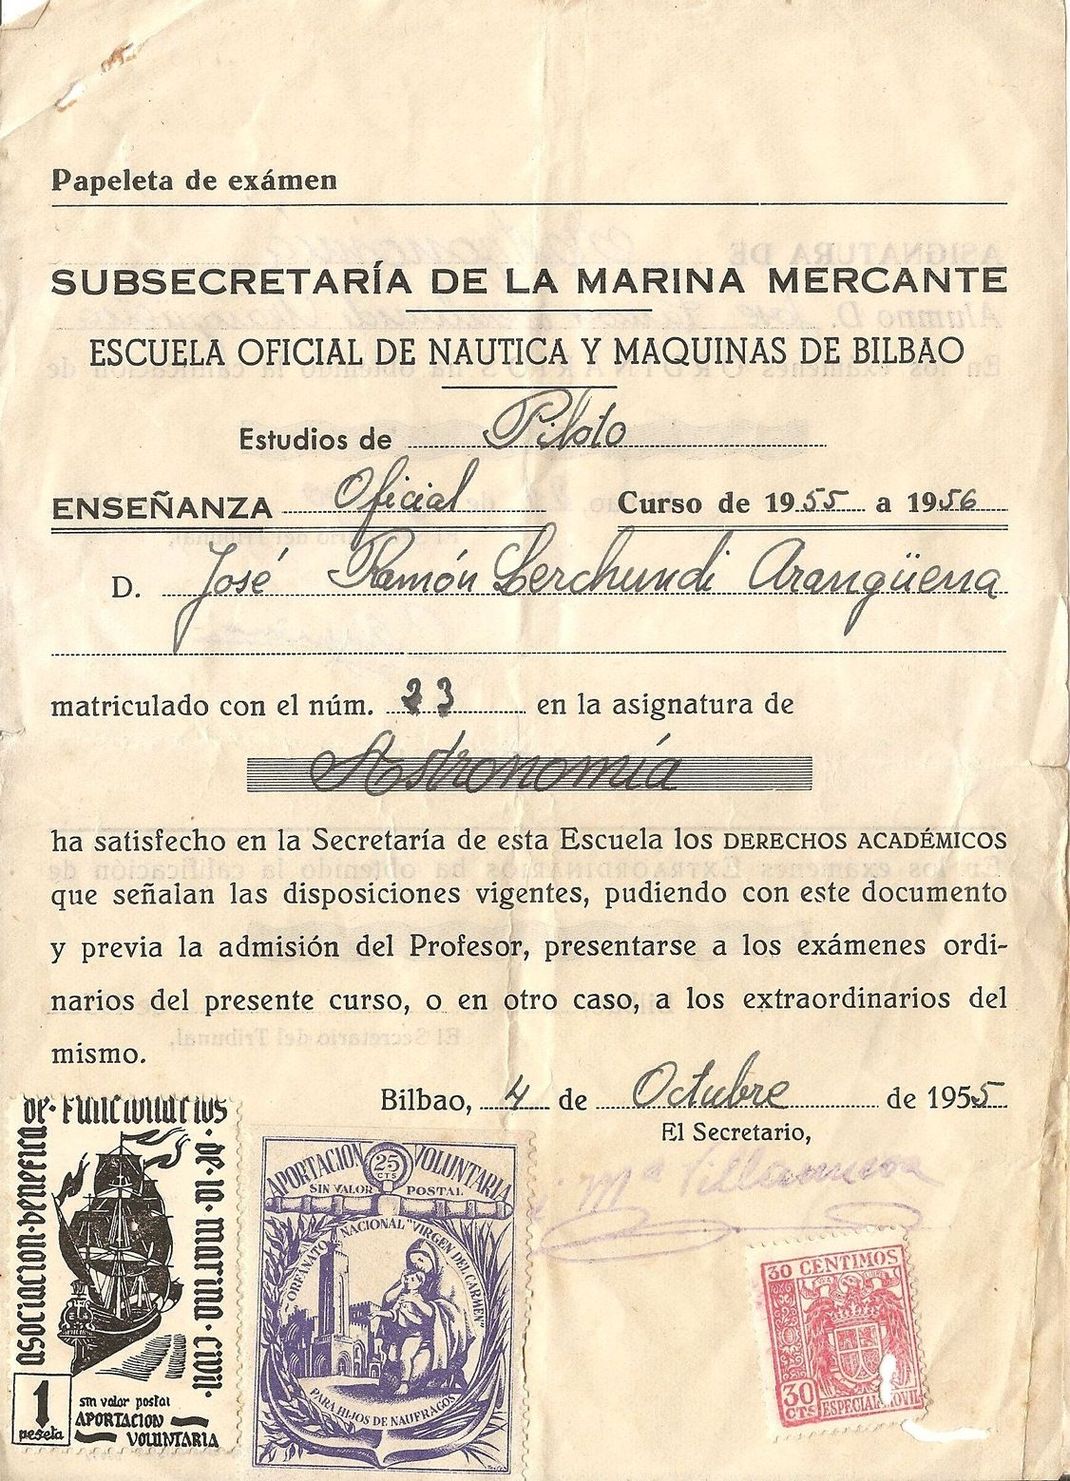 Papeleta de exámen
SUBSECRETARÍA DE LA MARINA MERCANTE
ESCUELA OFICIAL DE NAUTICA Y MAQUINAS DE BILBAO
Estudios de Piloto
ENSEÑANZA Oficial Curso de 1955 a 1956
D. José Ramón Lerchundi Arangüena
matriculado con el núm. 23 en la asignatura de
Astronomía
ha satisfecho en la Secretaría de esta Escuela los DERECHOS ACADÉMICOS
que señalan las disposiciones vigentes, pudiendo con este documento
y previa la admisión del Profesor, presentarse a los exámenes ordi-
narios del presente curso, o en otro caso, a los extraordinarios del
mismo.
Bilbao, 4 de Octubre de 1955
El Secretario,
Mª Villanueva
asociacion·benefica
de·funcionarios
de·la·marina·civil·
1
peseta
sin valor postal
APORTACION
VOLUNTARIA
APORTACION 25 CTS VOLUNTARIA
SIN VALOR POSTAL
ORFANATO NACIONAL "VIRGEN DEL CARMEN"
PARA HIJOS DE NAUFRAGOS
30 CENTIMOS
30
CTS ESPECIAL MOVIL